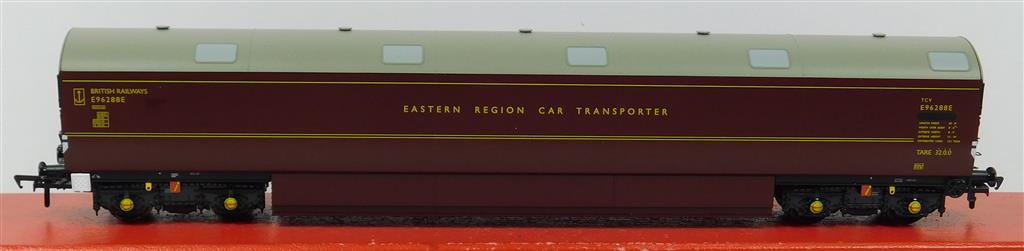 BRITISH RAILWAYS
E96288E
EASTERN REGION CAR TRANSPORTER
TCV
E96288E
TARE 32.0.0